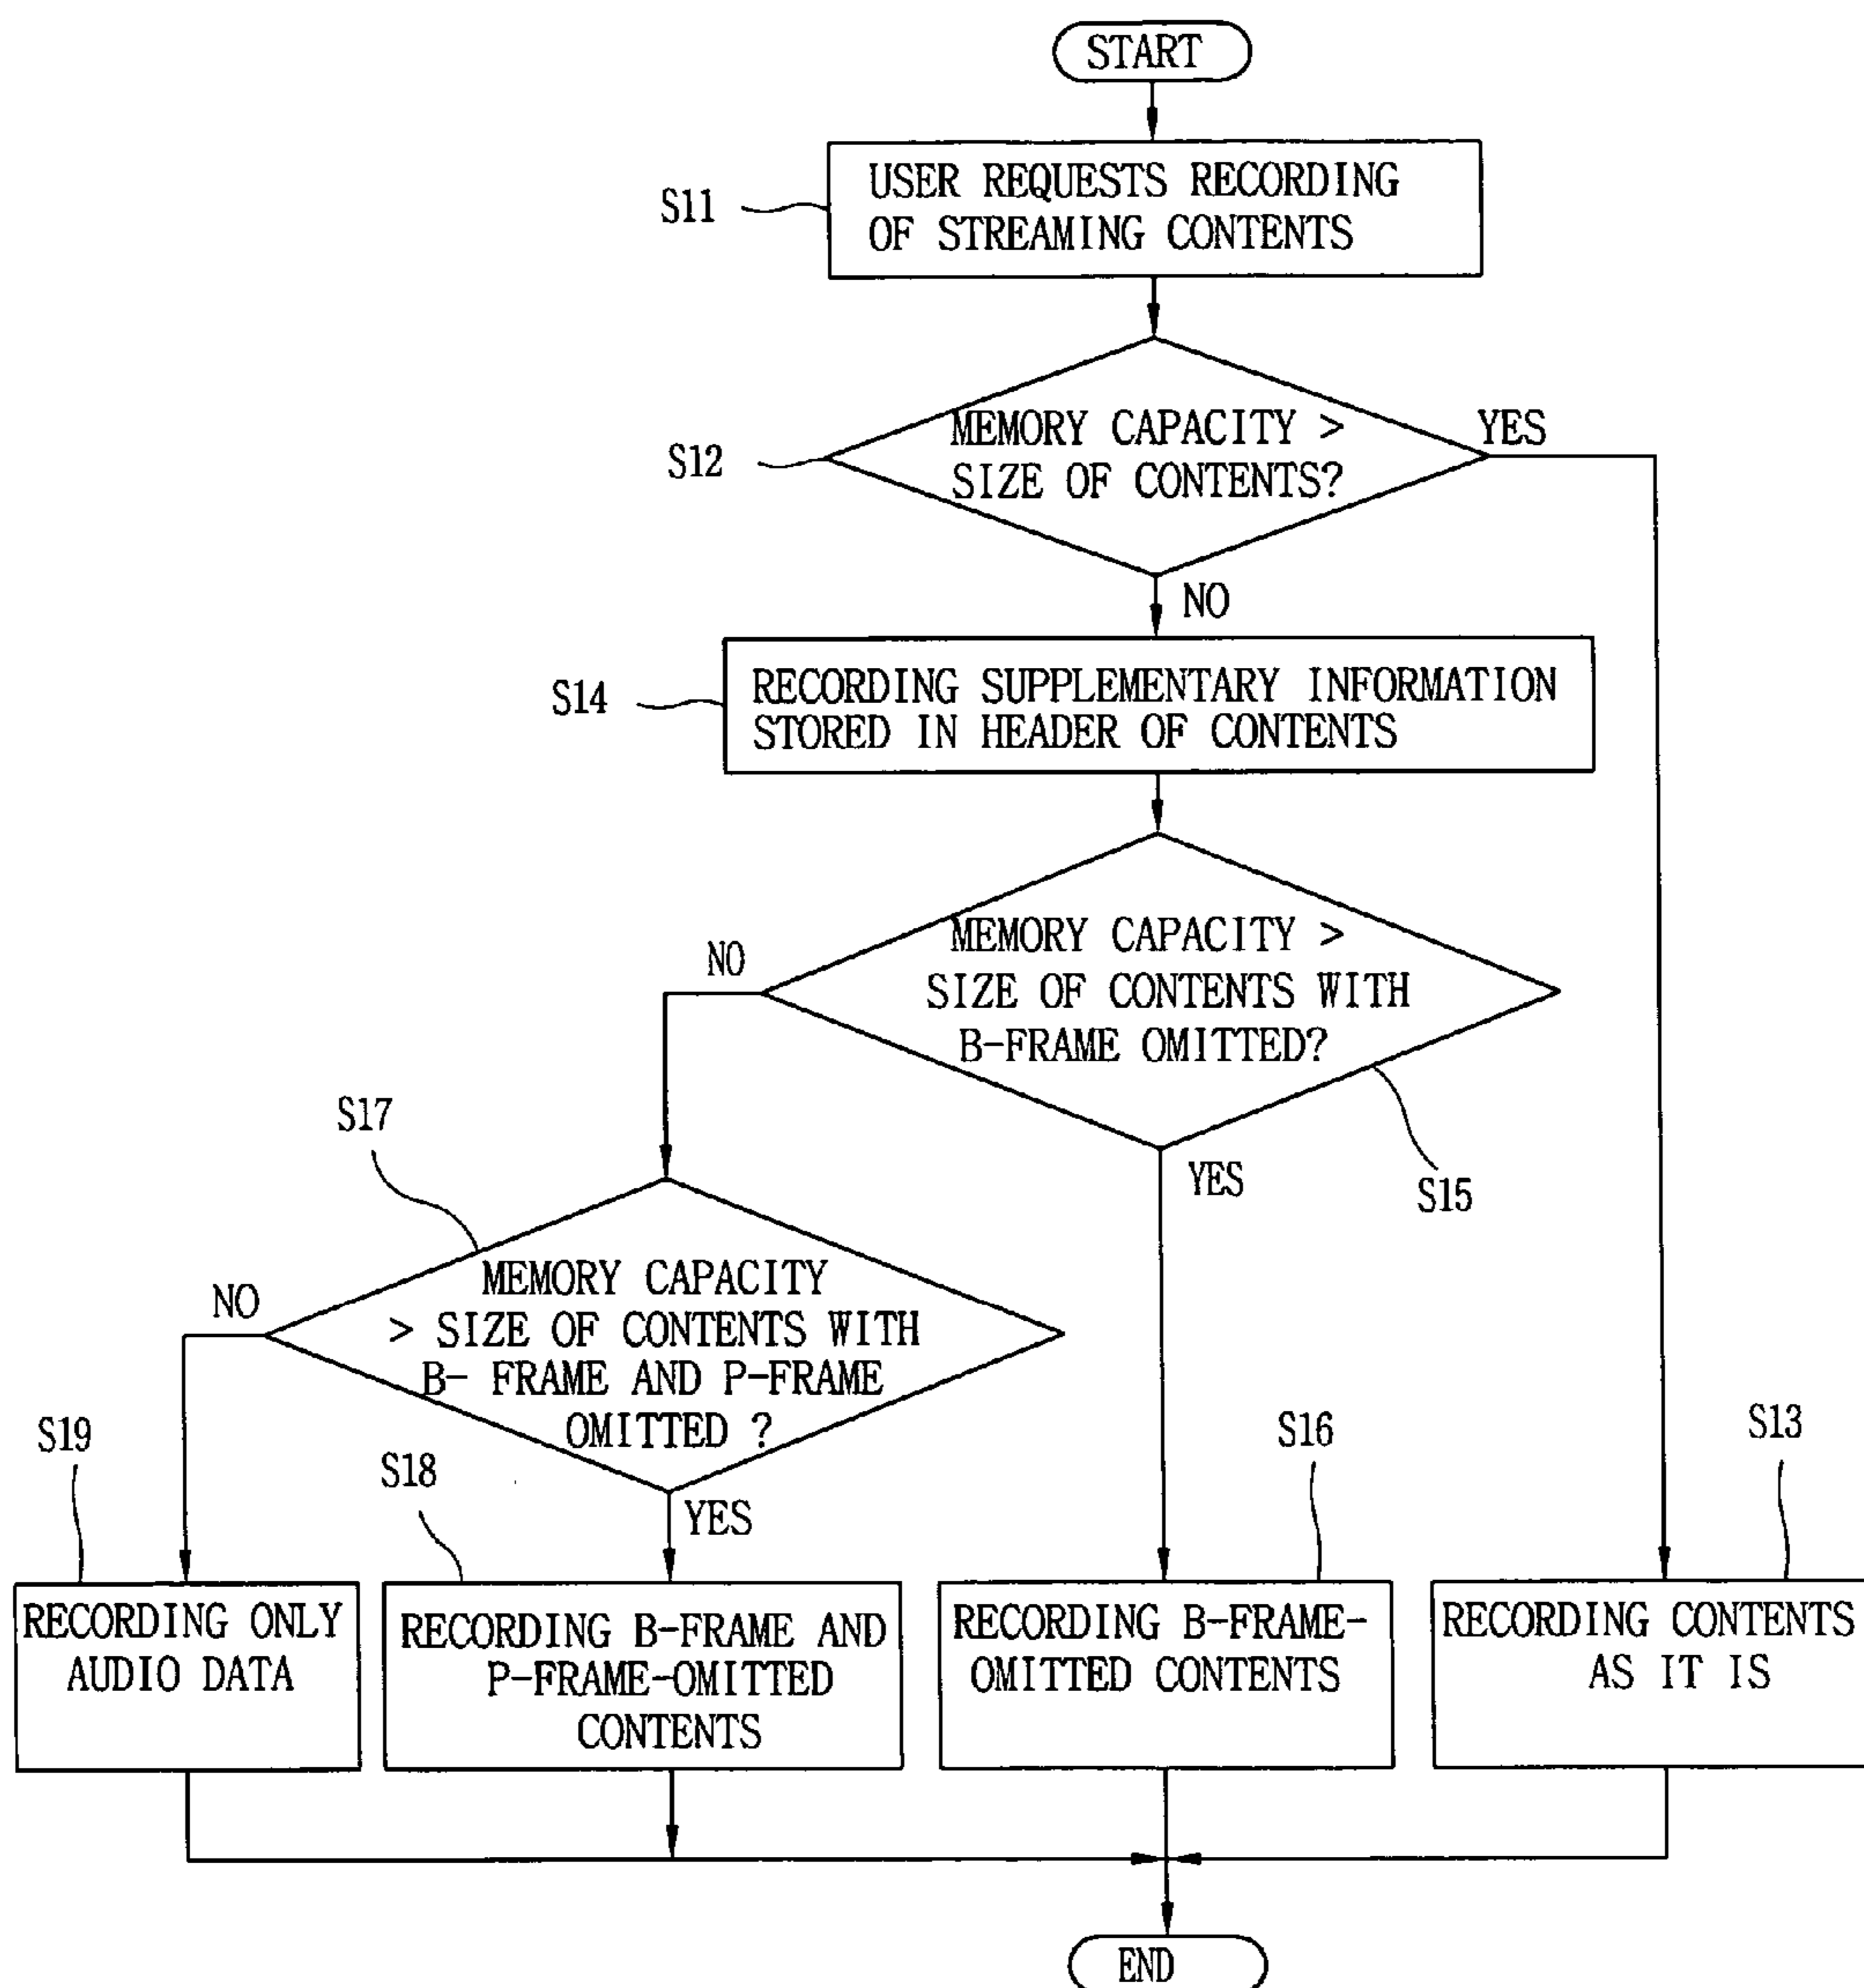 START
S11
USER REQUESTS RECORDING
OF STREAMING CONTENTS
S12
MEMORY CAPACITY >
SIZE OF CONTENTS?
YES
NO
S14
RECORDING SUPPLEMENTARY INFORMATION
STORED IN HEADER OF CONTENTS
NO
MEMORY CAPACITY >
SIZE OF CONTENTS WITH
B-FRAME OMITTED?
YES
S15
S17
NO
MEMORY CAPACITY
> SIZE OF CONTENTS WITH
B- FRAME AND P-FRAME
OMITTED ?
YES
S19
S18
S16
S13
RECORDING ONLY
AUDIO DATA
RECORDING B-FRAME AND
P-FRAME-OMITTED
CONTENTS
RECORDING B-FRAME-
OMITTED CONTENTS
RECORDING CONTENTS
AS IT IS
END